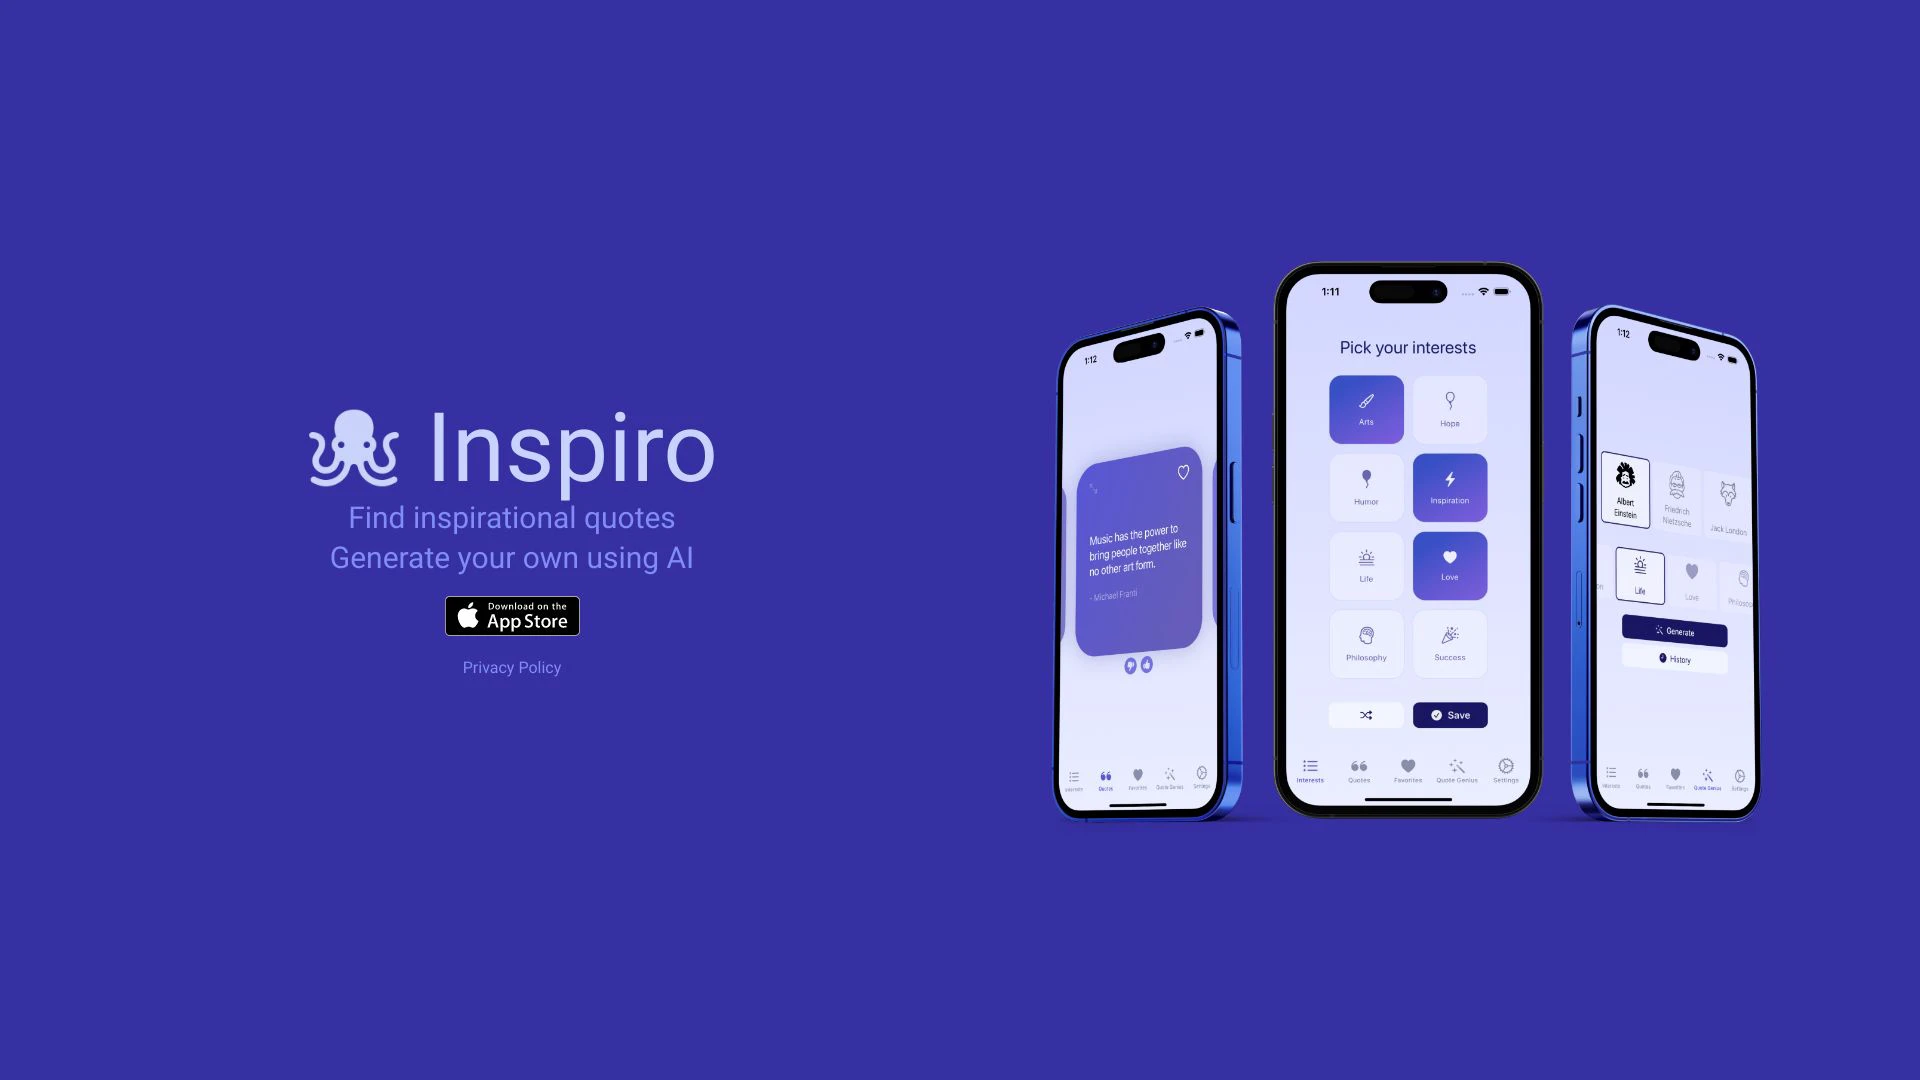 Inspiro
Find inspirational quotes
Generate your own using AI
Download on the
App Store
Privacy Policy
1:12
Music has the power to
bring people together like
no other art form.
- Michael Franti
Interests
Quotes
Favorites
Quote Genius
Settings
1:11
Pick your interests
Arts
Hope
Humor
Inspiration
Life
Love
Philosophy
Success
Save
Interests
Quotes
Favorites
Quote Genius
Settings
1:12
Albert
Einstein
Friedrich
Nietzsche
Jack London
on
Life
Love
Philosop
Generate
History
Interests
Quotes
Favorites
Quote Genius
Settings